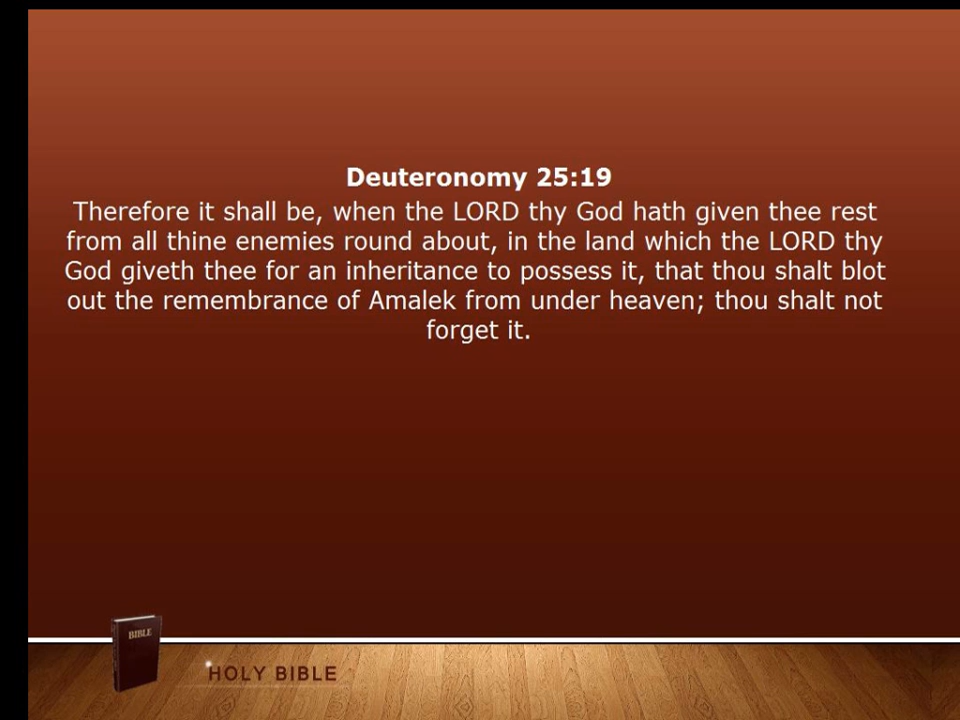 Deuteronomy 25:19
Therefore it shall be, when the LORD thy God hath given thee rest
from all thine enemies round about, in the land which the LORD thy
God giveth thee for an inheritance to possess it, that thou shalt blot
out the remembrance of Amalek from under heaven; thou shalt not
forget it.
BIBLE
HOLY BIBLE